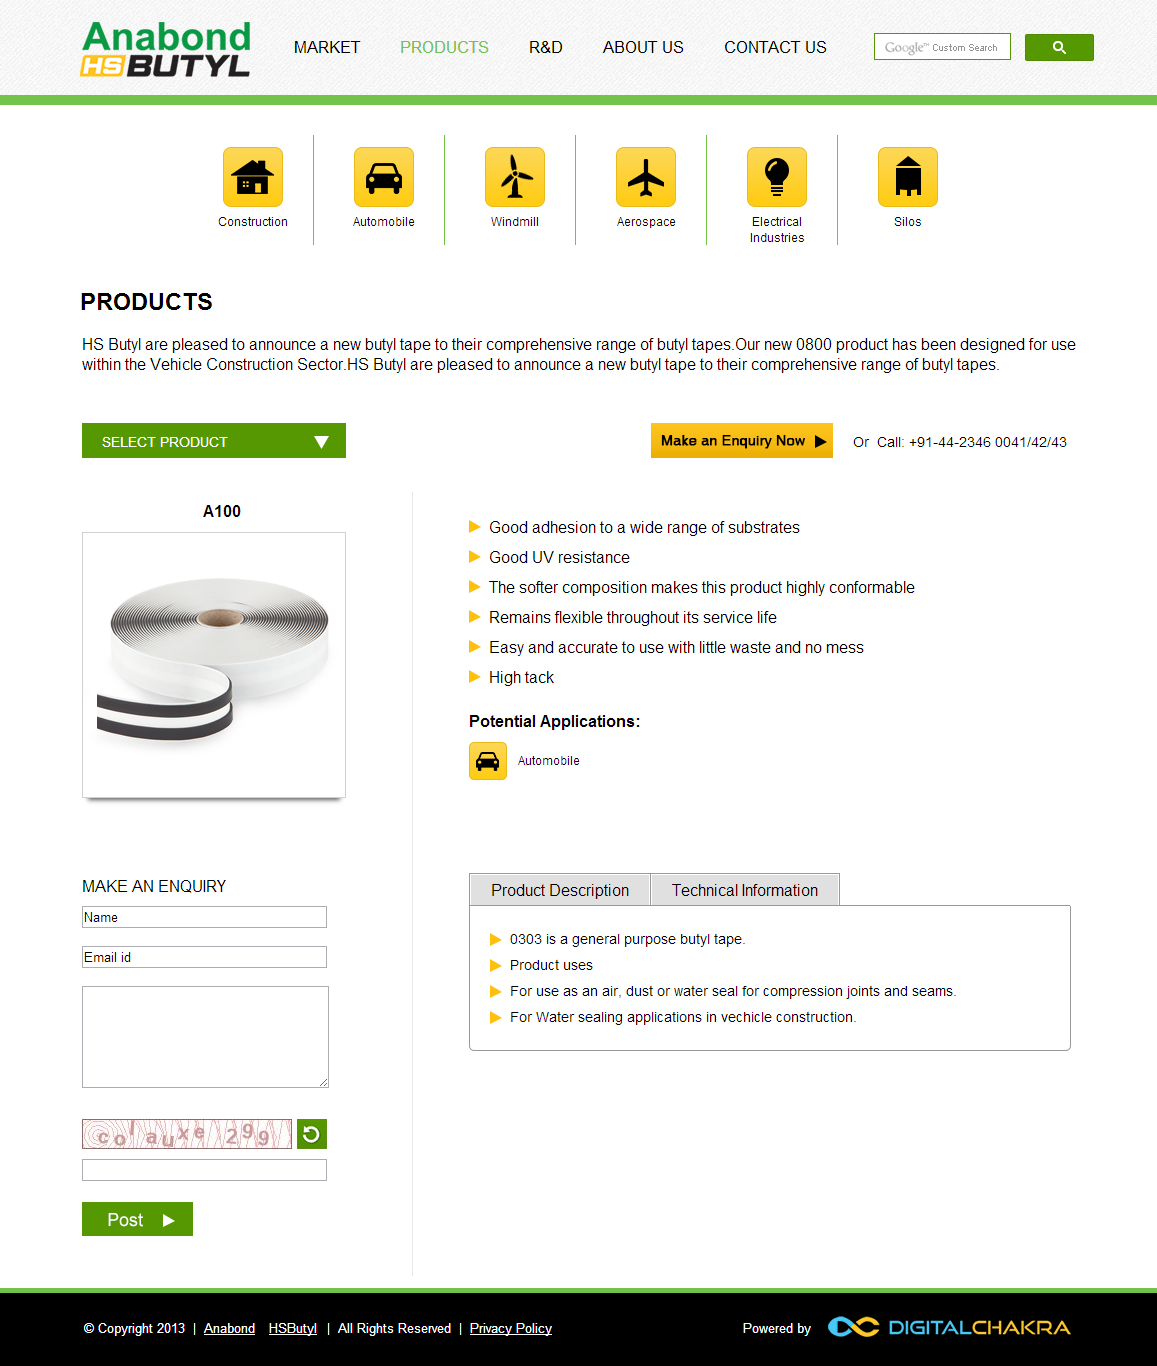 Anabond
HS BUTYL
MARKET PRODUCTS R&D ABOUT US CONTACT US
Google™ Custom Search
Construction
Automobile
Windmill
Aerospace
Electrical
Industries
Silos
PRODUCTS
HS Butyl are pleased to announce a new butyl tape to their comprehensive range of butyl tapes.Our new 0800 product has been designed for use
within the Vehicle Construction Sector.HS Butyl are pleased to announce a new butyl tape to their comprehensive range of butyl tapes.
SELECT PRODUCT
Make an Enquiry Now
Or Call: +91-44-2346 0041/42/43
A100
Good adhesion to a wide range of substrates
Good UV resistance
The softer composition makes this product highly conformable
Remains flexible throughout its service life
Easy and accurate to use with little waste and no mess
High tack
Potential Applications:
Automobile
MAKE AN ENQUIRY
Name
Email id
col auxe 299
Post
Product Description
Technical Information
0303 is a general purpose butyl tape.
Product uses
For use as an air, dust or water seal for compression joints and seams.
For Water sealing applications in vechicle construction.
© Copyright 2013 | Anabond HSButyl | All Rights Reserved | Privacy Policy
Powered by DIGITALCHAKRA